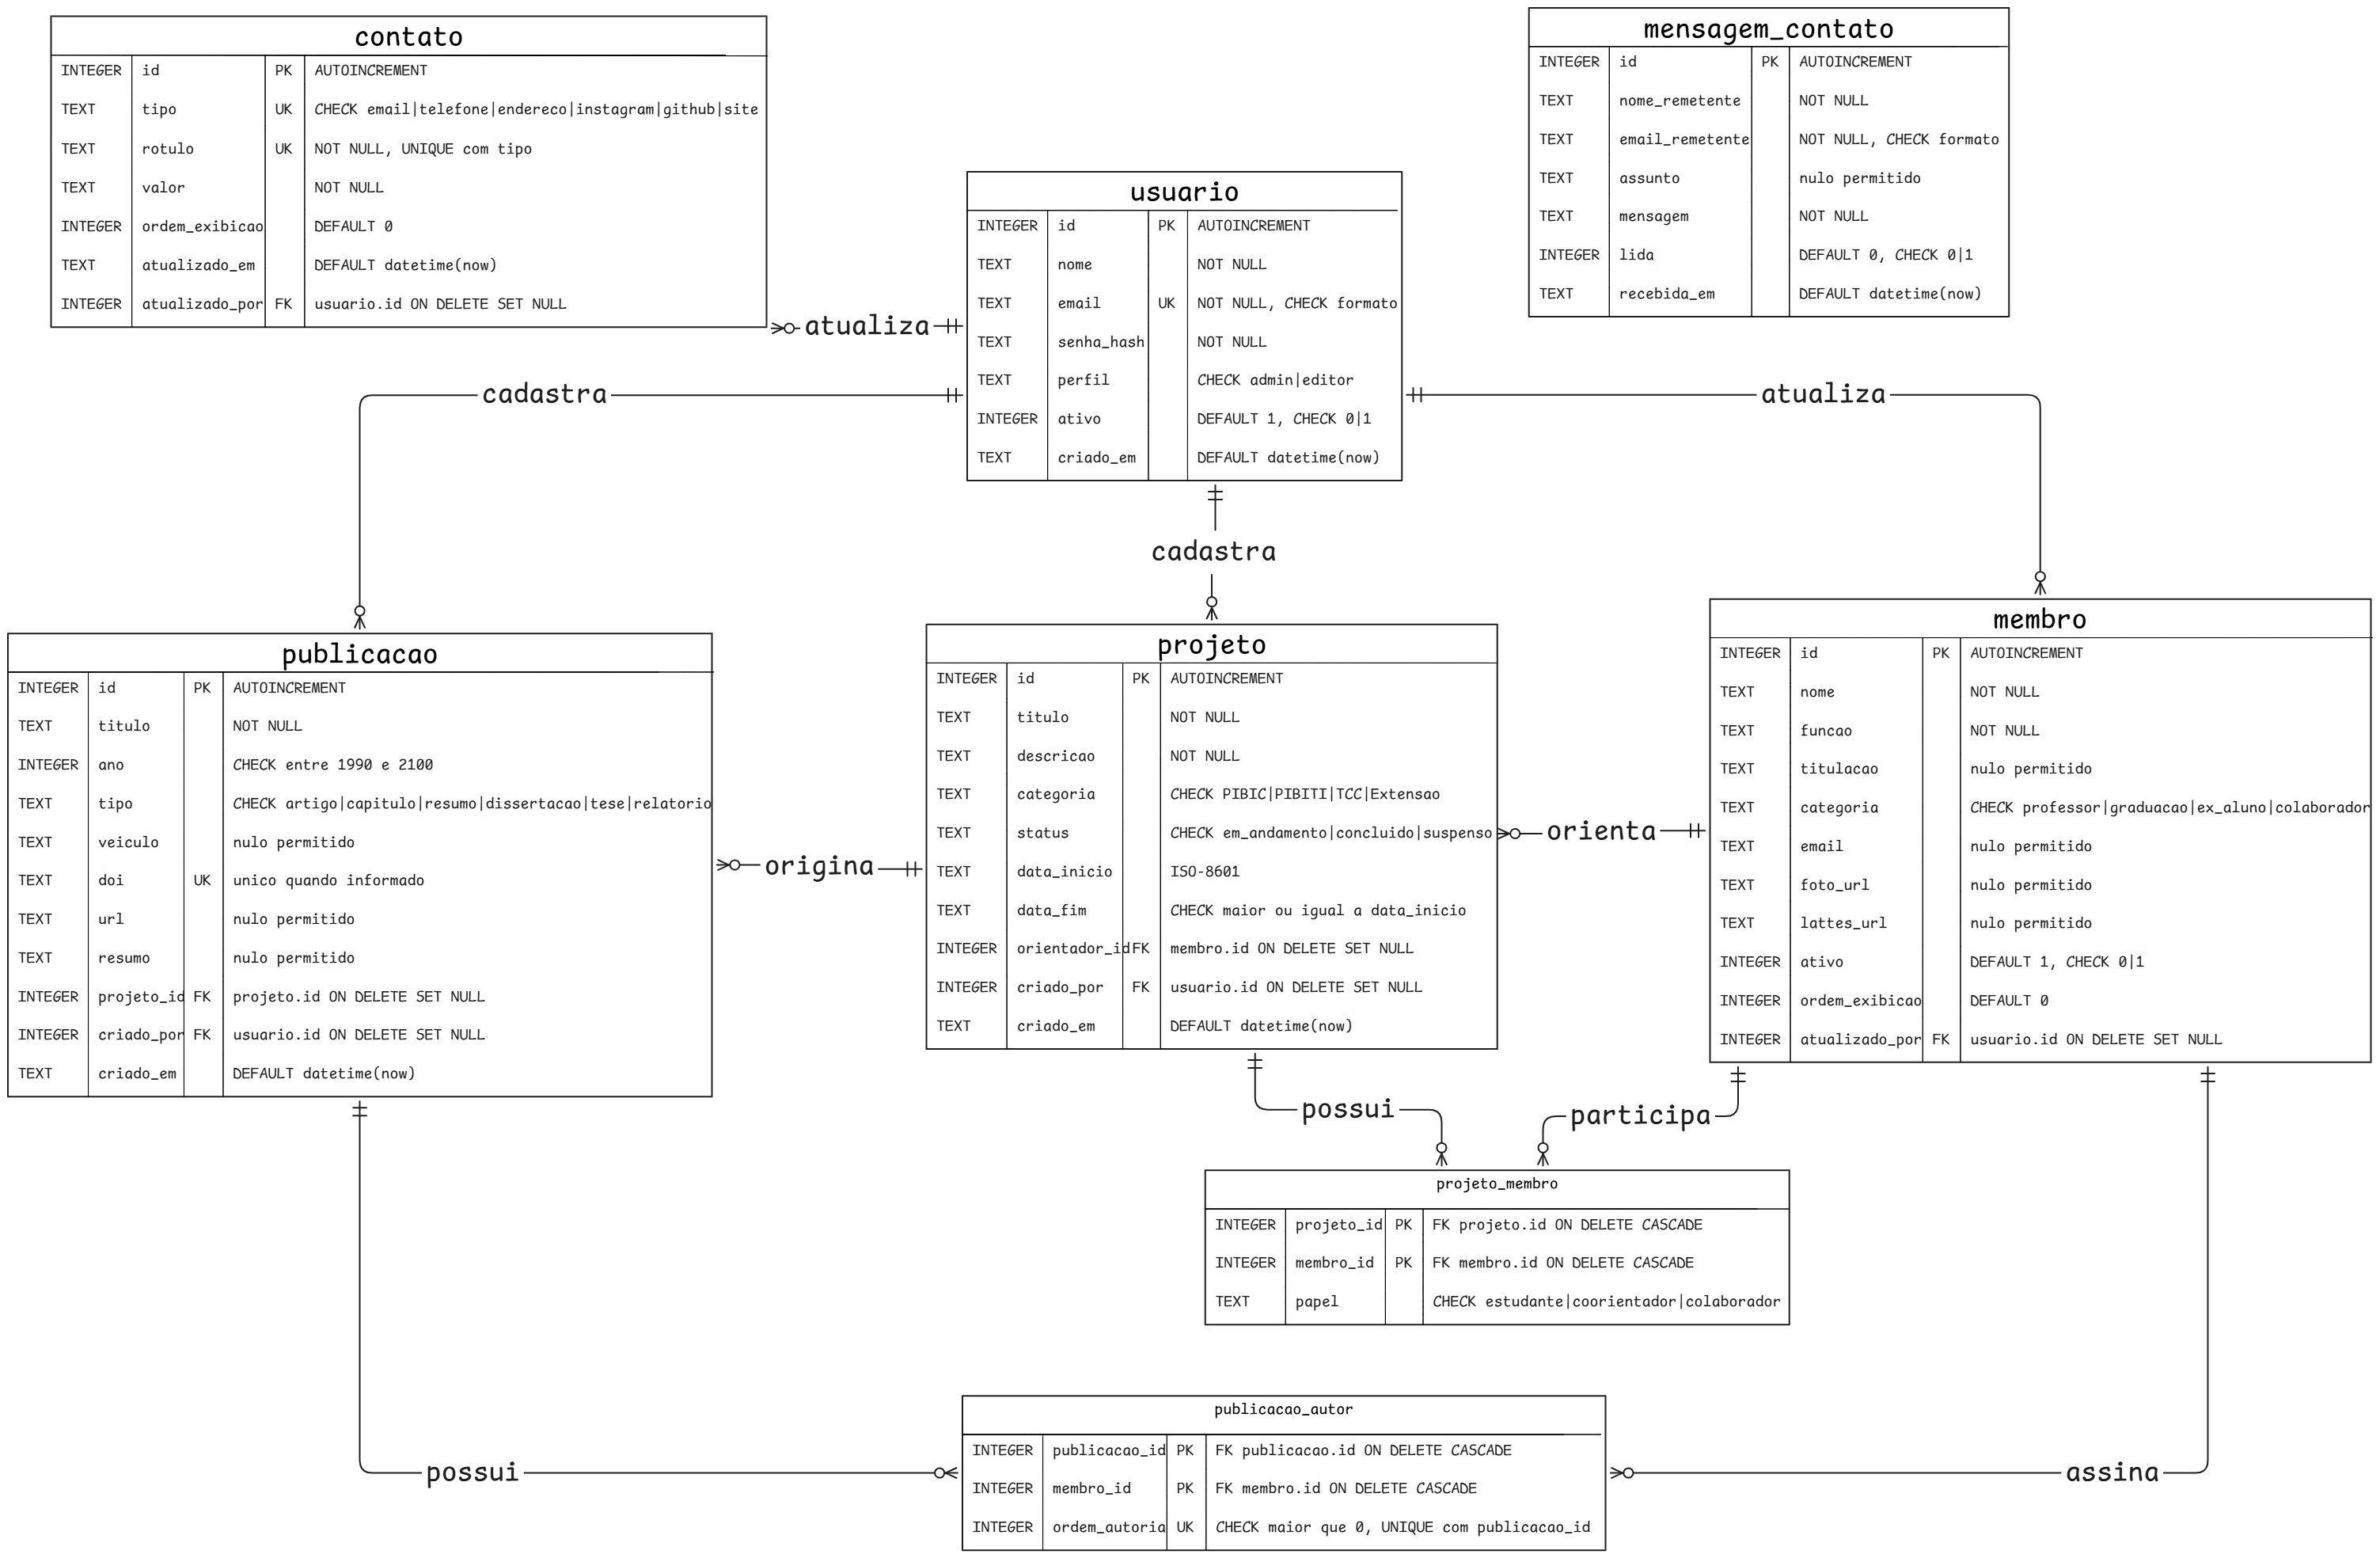 contato
INTEGER id PK AUTOINCREMENT
TEXT tipo UK CHECK email|telefone|endereco|instagram|github|site
TEXT rotulo UK NOT NULL, UNIQUE com tipo
TEXT valor NOT NULL
INTEGER ordem_exibicao DEFAULT 0
TEXT atualizado_em DEFAULT datetime(now)
INTEGER atualizado_por FK usuario.id ON DELETE SET NULL
mensagem_contato
INTEGER id PK AUTOINCREMENT
TEXT nome_remetente NOT NULL
TEXT email_remetente NOT NULL, CHECK formato
TEXT assunto nulo permitido
TEXT mensagem NOT NULL
INTEGER lida DEFAULT 0, CHECK 0|1
TEXT recebida_em DEFAULT datetime(now)
usuario
INTEGER id PK AUTOINCREMENT
TEXT nome NOT NULL
TEXT email UK NOT NULL, CHECK formato
TEXT senha_hash NOT NULL
TEXT perfil CHECK admin|editor
INTEGER ativo DEFAULT 1, CHECK 0|1
TEXT criado_em DEFAULT datetime(now)
atualiza
cadastra
atualiza
cadastra
publicacao
INTEGER id PK AUTOINCREMENT
TEXT titulo NOT NULL
INTEGER ano CHECK entre 1990 e 2100
TEXT tipo CHECK artigo|capitulo|resumo|dissertacao|tese|relatorio
TEXT veiculo nulo permitido
TEXT doi UK unico quando informado
TEXT url nulo permitido
TEXT resumo nulo permitido
INTEGER projeto_id FK projeto.id ON DELETE SET NULL
INTEGER criado_por FK usuario.id ON DELETE SET NULL
TEXT criado_em DEFAULT datetime(now)
origina
projeto
INTEGER id PK AUTOINCREMENT
TEXT titulo NOT NULL
TEXT descricao NOT NULL
TEXT categoria CHECK PIBIC|PIBITI|TCC|Extensao
TEXT status CHECK em_andamento|concluido|suspenso
TEXT data_inicio ISO-8601
TEXT data_fim CHECK maior ou igual a data_inicio
INTEGER orientador_id FK membro.id ON DELETE SET NULL
INTEGER criado_por FK usuario.id ON DELETE SET NULL
TEXT criado_em DEFAULT datetime(now)
orienta
membro
INTEGER id PK AUTOINCREMENT
TEXT nome NOT NULL
TEXT funcao NOT NULL
TEXT titulacao nulo permitido
TEXT categoria CHECK professor|graduacao|ex_aluno|colaborador
TEXT email nulo permitido
TEXT foto_url nulo permitido
TEXT lattes_url nulo permitido
INTEGER ativo DEFAULT 1, CHECK 0|1
INTEGER ordem_exibicao DEFAULT 0
INTEGER atualizado_por FK usuario.id ON DELETE SET NULL
possui
participa
projeto_membro
INTEGER projeto_id PK FK projeto.id ON DELETE CASCADE
INTEGER membro_id PK FK membro.id ON DELETE CASCADE
TEXT papel CHECK estudante|coorientador|colaborador
possui
publicacao_autor
INTEGER publicacao_id PK FK publicacao.id ON DELETE CASCADE
INTEGER membro_id PK FK membro.id ON DELETE CASCADE
INTEGER ordem_autoria UK CHECK maior que 0, UNIQUE com publicacao_id
assina